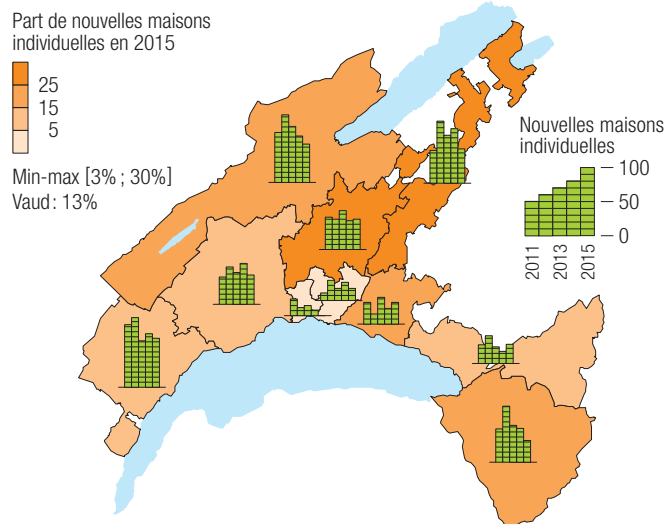 Part de nouvelles maisons
individuelles en 2015
25
15
5
Min-max [3% ; 30%]
Vaud : 13%
Nouvelles maisons
individuelles
100
50
0
2011
2013
2015